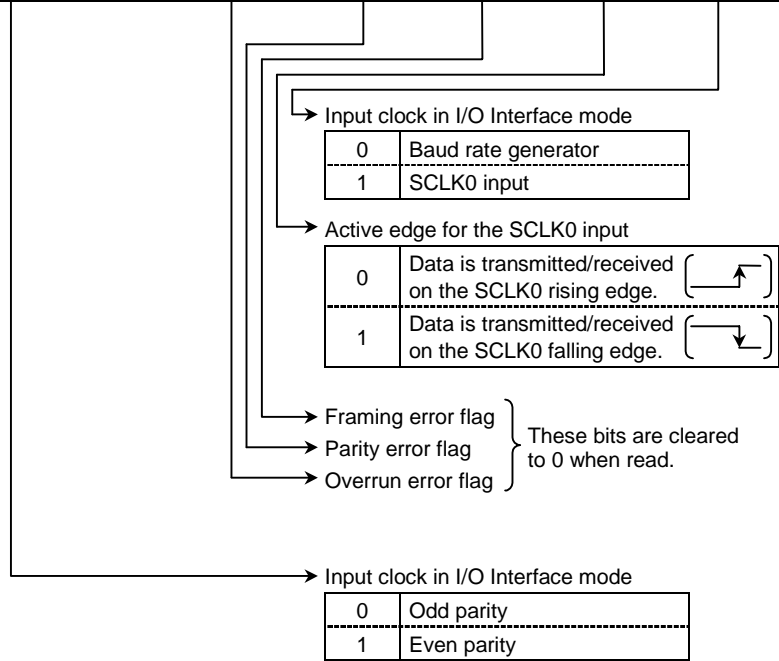 Input clock in I/O Interface mode
0 Baud rate generator
1 SCLK0 input
Active edge for the SCLK0 input
0 Data is transmitted/received
on the SCLK0 rising edge.
1 Data is transmitted/received
on the SCLK0 falling edge.
Framing error flag
Parity error flag
Overrun error flag
These bits are cleared
to 0 when read.
Input clock in I/O Interface mode
0 Odd parity
1 Even parity